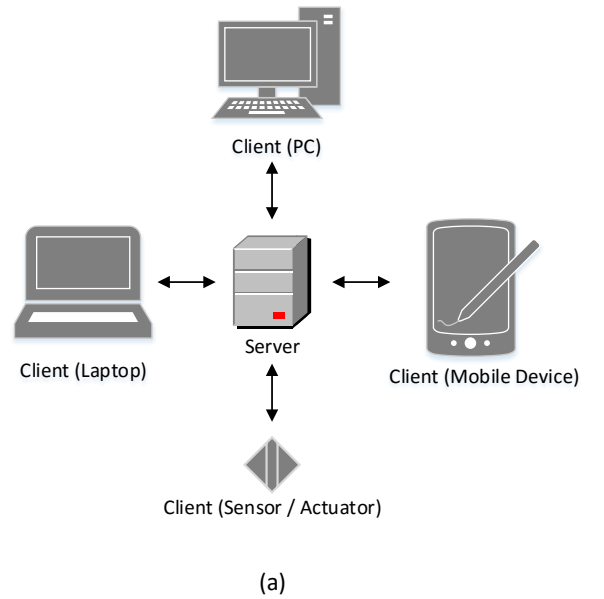 Client (PC)
Server
Client (Laptop)
Client (Mobile Device)
Client (Sensor / Actuator)
(a)